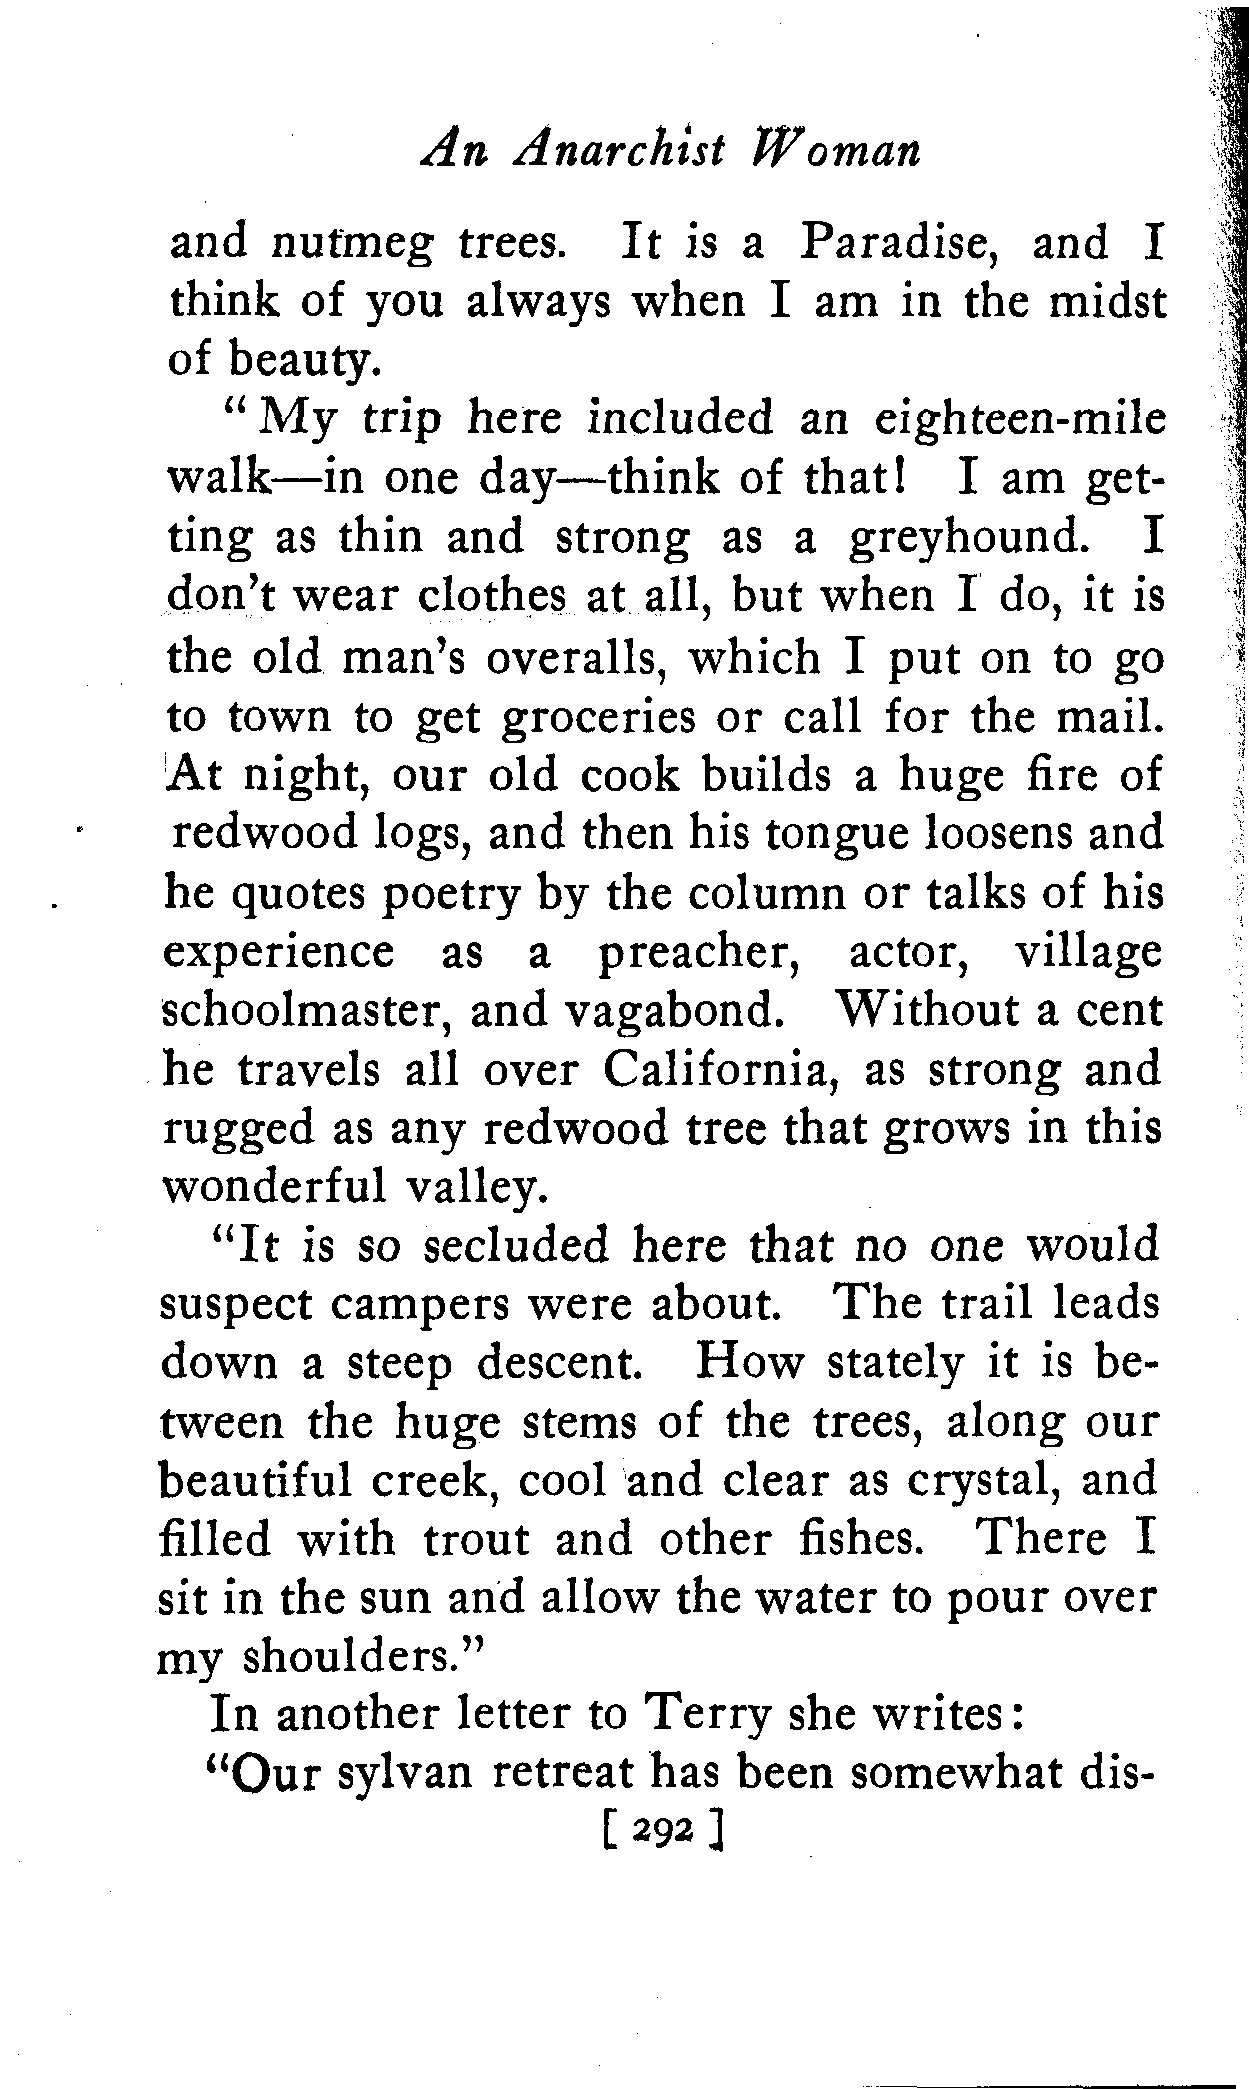 An Anarchist Woman
and nutmeg trees. It is a Paradise, and I
think of you always when I am in the midst
of beauty.
"My trip here included an eighteen-mile
walk—in one day—think of that! I am get-
ting as thin and strong as a greyhound. I
don't wear clothes at all, but when I do, it is
the old man's overalls, which I put on to go
to town to get groceries or call for the mail.
At night, our old cook builds a huge fire of
redwood logs, and then his tongue loosens and
he quotes poetry by the column or talks of his
experience as a preacher, actor, village
schoolmaster, and vagabond. Without a cent
he travels all over California, as strong and
rugged as any redwood tree that grows in this
wonderful valley.
"It is so secluded here that no one would
suspect campers were about. The trail leads
down a steep descent. How stately it is be-
tween the huge stems of the trees, along our
beautiful creek, cool and clear as crystal, and
filled with trout and other fishes. There I
sit in the sun and allow the water to pour over
my shoulders."
In another letter to Terry she writes:
"Our sylvan retreat has been somewhat dis-
[ 292 ]